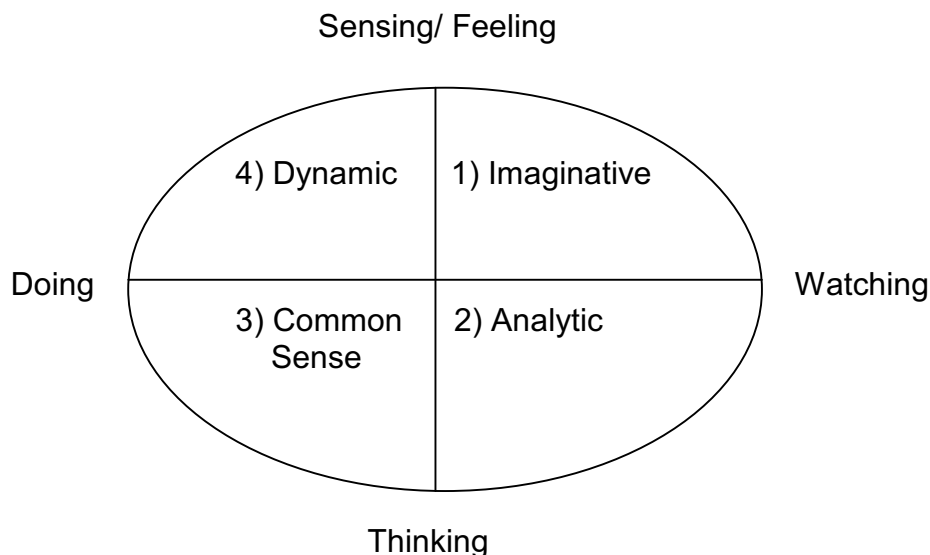 Sensing/ Feeling
4) Dynamic
1) Imaginative
Doing
Watching
3) Common
Sense
2) Analytic
Thinking